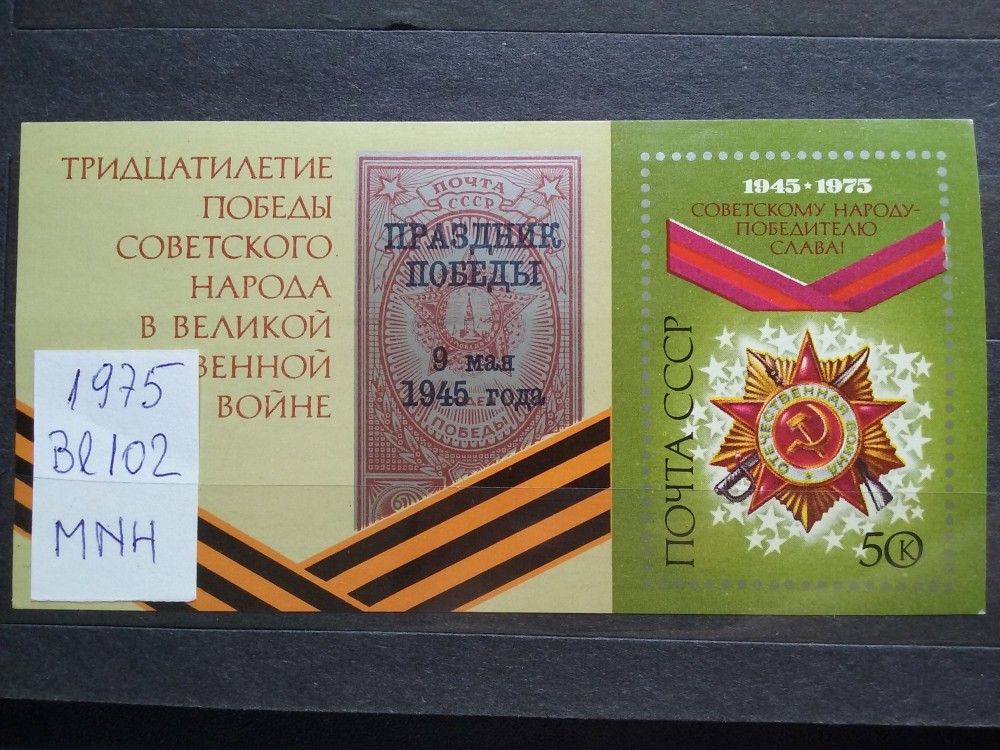 ТРИДЦАТИЛЕТИЕ
ПОБЕДЫ
СОВЕТСКОГО
НАРОДА
В ВЕЛИКОЙ
ВЕННОЙ
ВОЙНЕ
1975
Bl 102
MNH
ПОЧТА
СССР
ПРАЗДНИК
ПОБЕДЫ
9 мая
1945 года
ПОБЕДЫ
1945 ★ 1975
СОВЕТСКОМУ НАРОДУ-
ПОБЕДИТЕЛЮ
СЛАВА!
ПОЧТА СССР
ОТЕЧЕСТВЕННАЯ ВОЙНА
50К